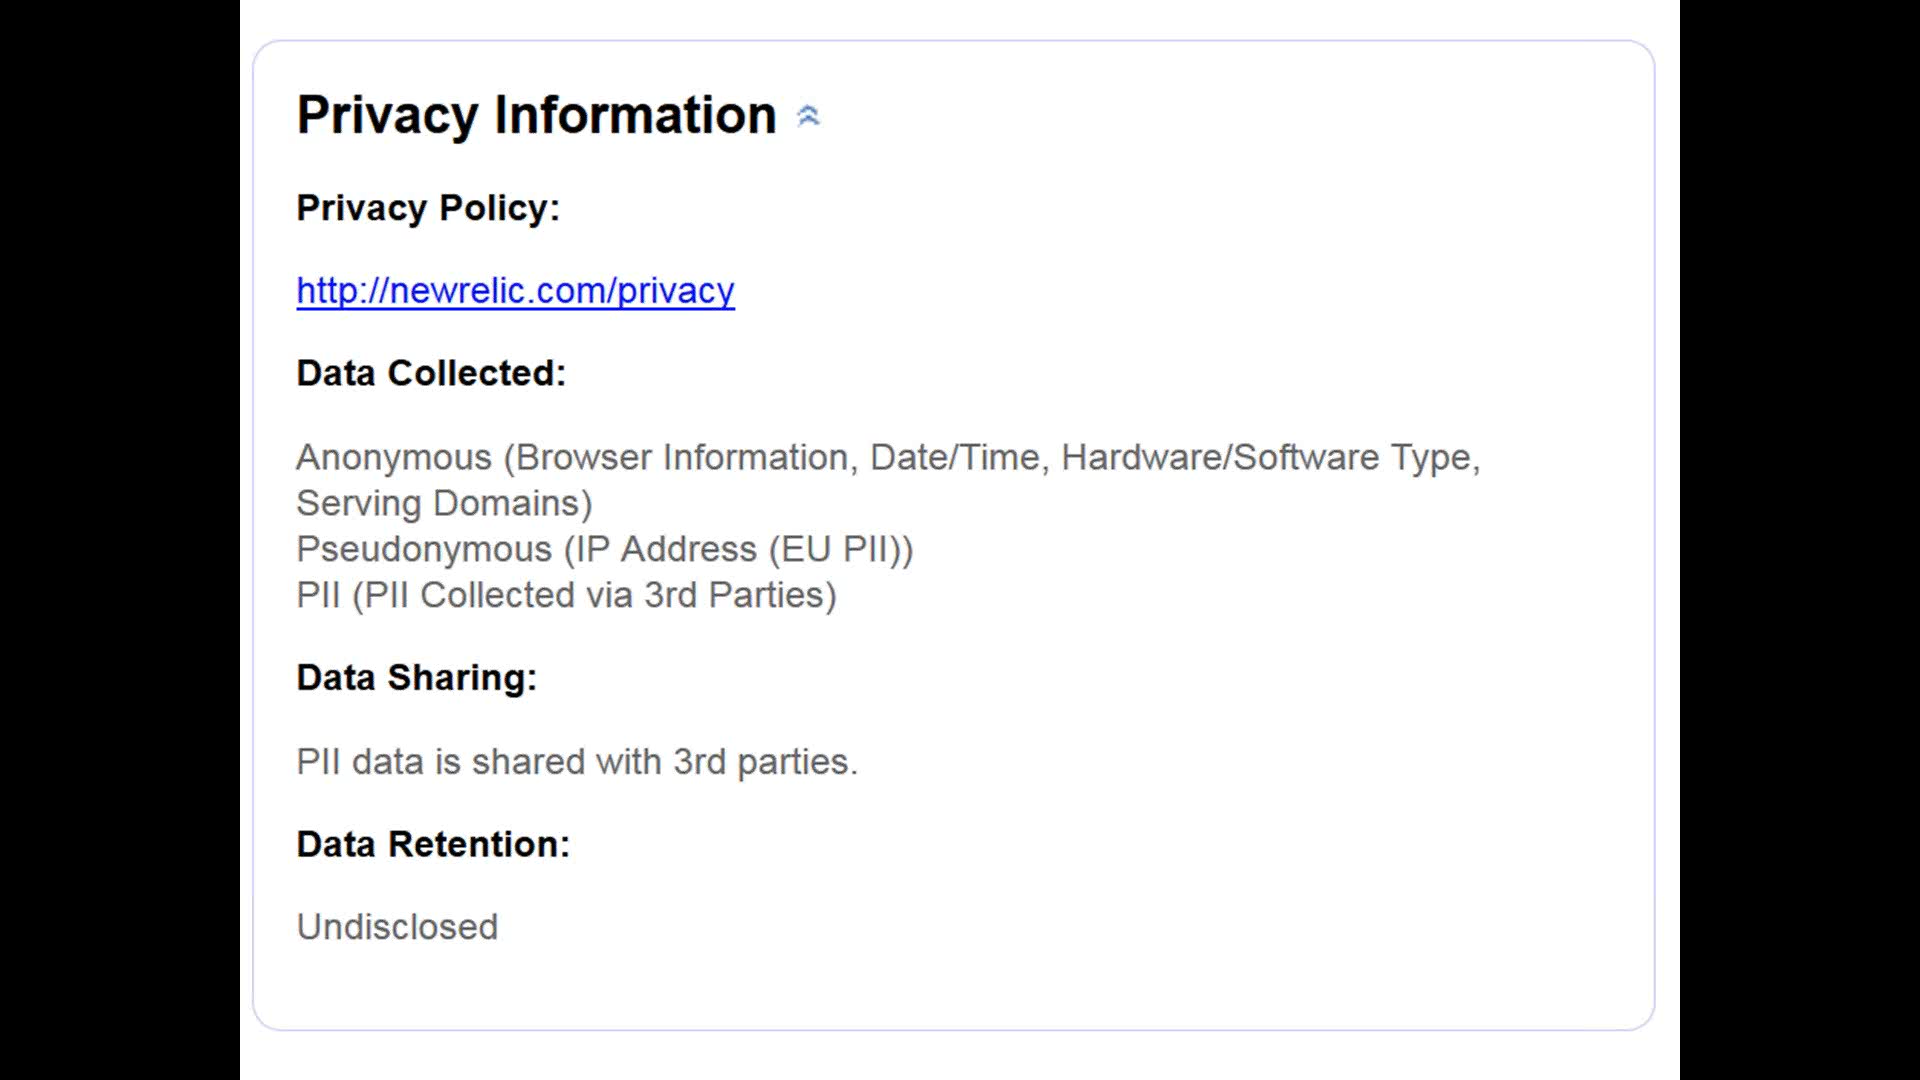 Privacy Information
Privacy Policy:
http://newrelic.com/privacy
Data Collected:
Anonymous (Browser Information, Date/Time, Hardware/Software Type,
Serving Domains)
Pseudonymous (IP Address (EU PII))
PII (PII Collected via 3rd Parties)
Data Sharing:
PII data is shared with 3rd parties.
Data Retention:
Undisclosed